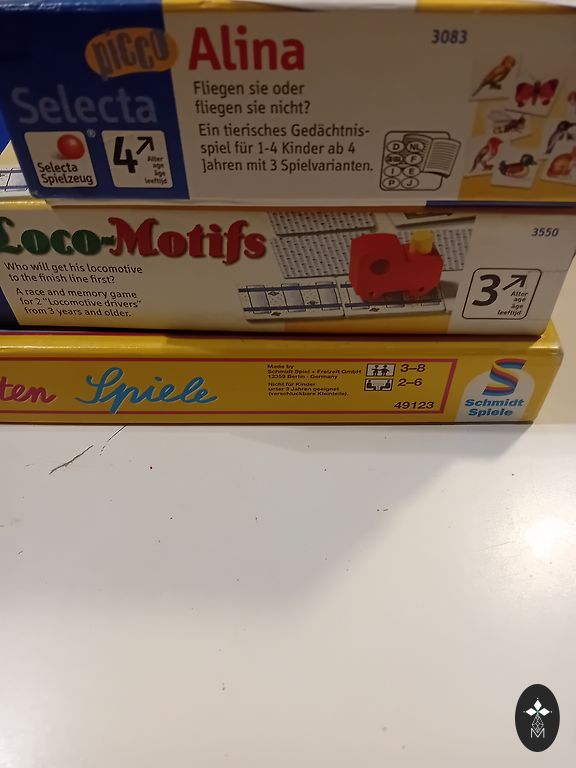 picco
Alina
3083
Selecta
Fliegen sie oder
fliegen sie nicht?
Ein tierisches Gedächtnis-
spiel für 1-4 Kinder ab 4
Jahren mit 3 Spielvarianten.
Selecta
Spielzeug
®
4
Alter
age
âge
leeftijd
D NL
F
I E
P J
Loco-Motifs
3550
Who will get his locomotive
to the finish line first?
A race and memory game
for 2 "Locomotive drivers"
from 3 years and older.
3
Alter
age
âge
leeftijd
ten Spiele
Made by
Schmidt Spiel + Freizeit GmbH
12359 Berlin · Germany
Nicht für Kinder
unter 3 Jahren geeignet
(verschluckbare Kleinteile).
3–8
2–6
49123
Schmidt
Spiele
M